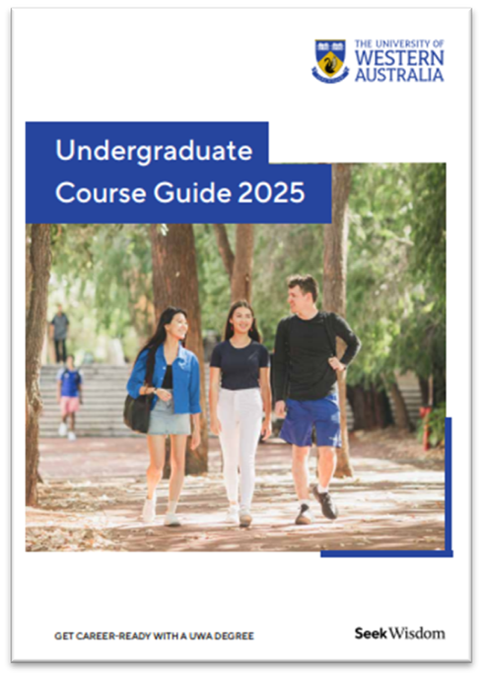 THE UNIVERSITY OF
WESTERN
AUSTRALIA
Undergraduate
Course Guide 2025
GET CAREER-READY WITH A UWA DEGREE
Seek Wisdom